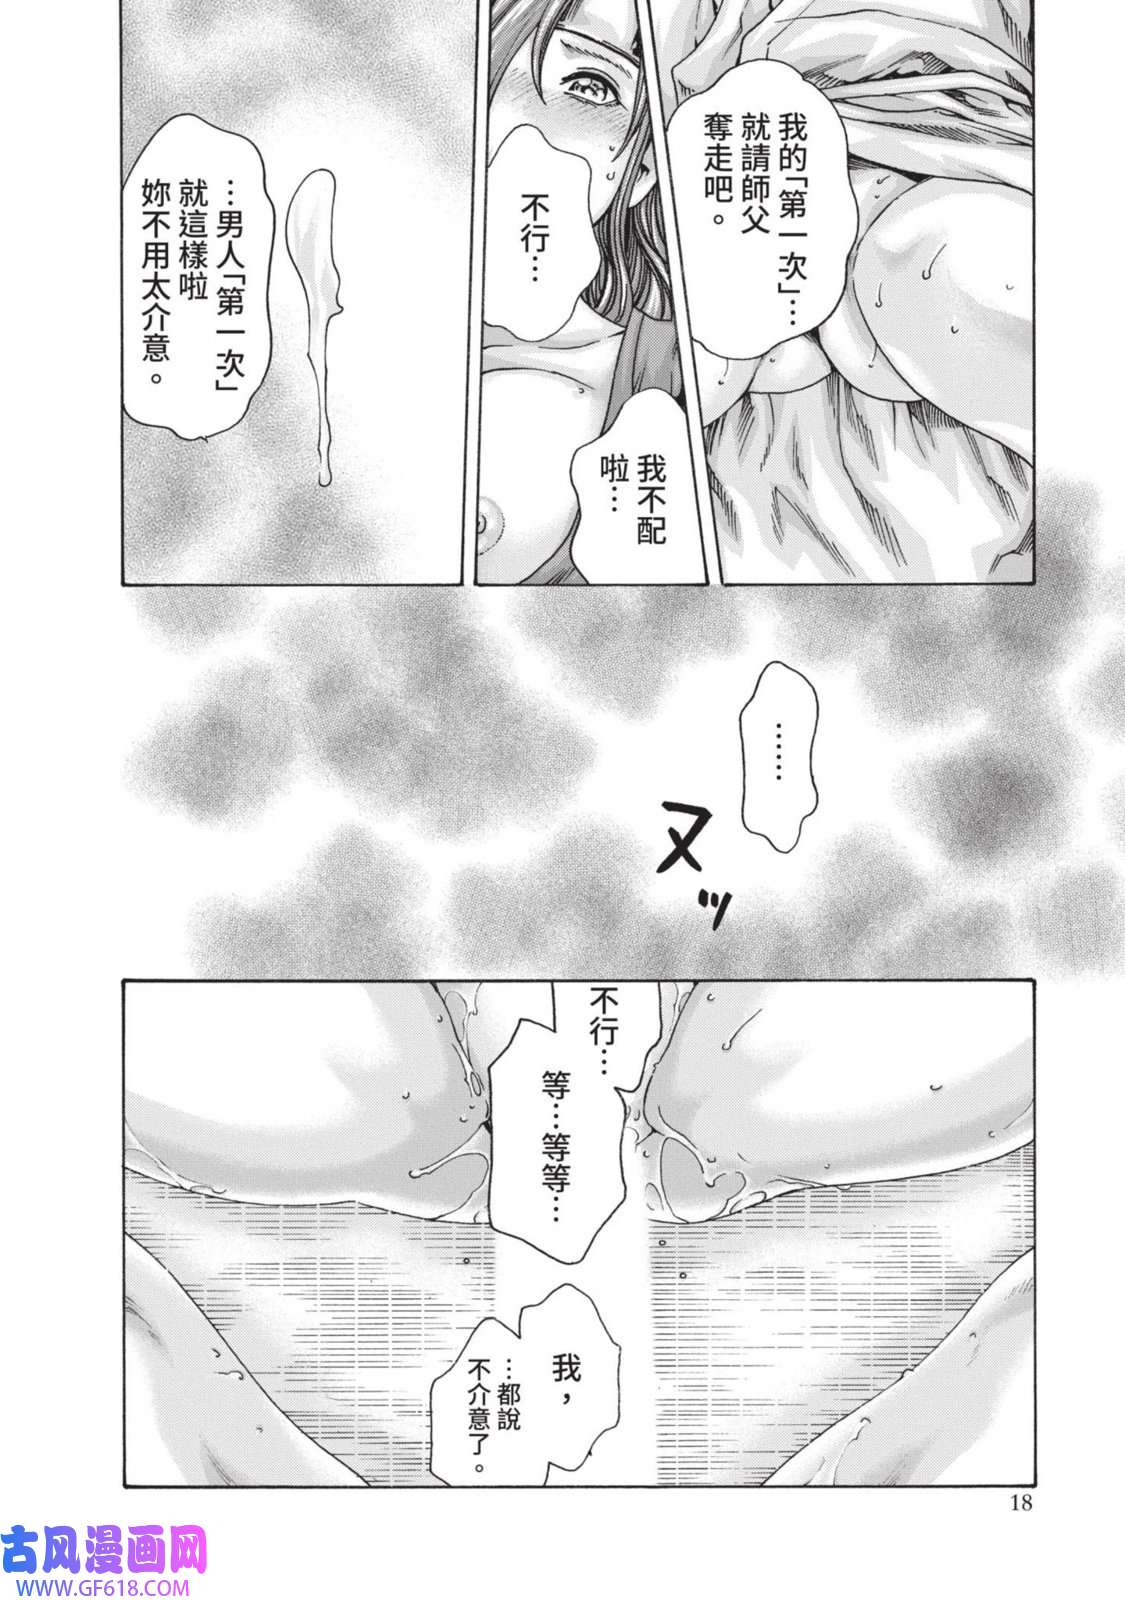 我的「第一次」…
就請師父
奪走吧。
不行…
我不配
啦…
…男人「第一次」
就這樣啦
妳不用太介意。
……
ヌッ
不行…
等…等等…
我，
…都說
不介意了。
18
古风漫画网
WWW.GF618.COM